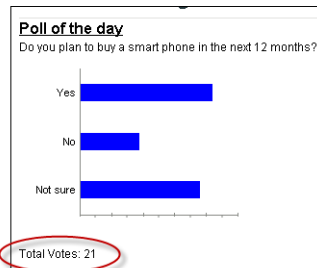 Poll of the day
Do you plan to buy a smart phone in the next 12 months?
Yes
No
Not sure
Total Votes: 21